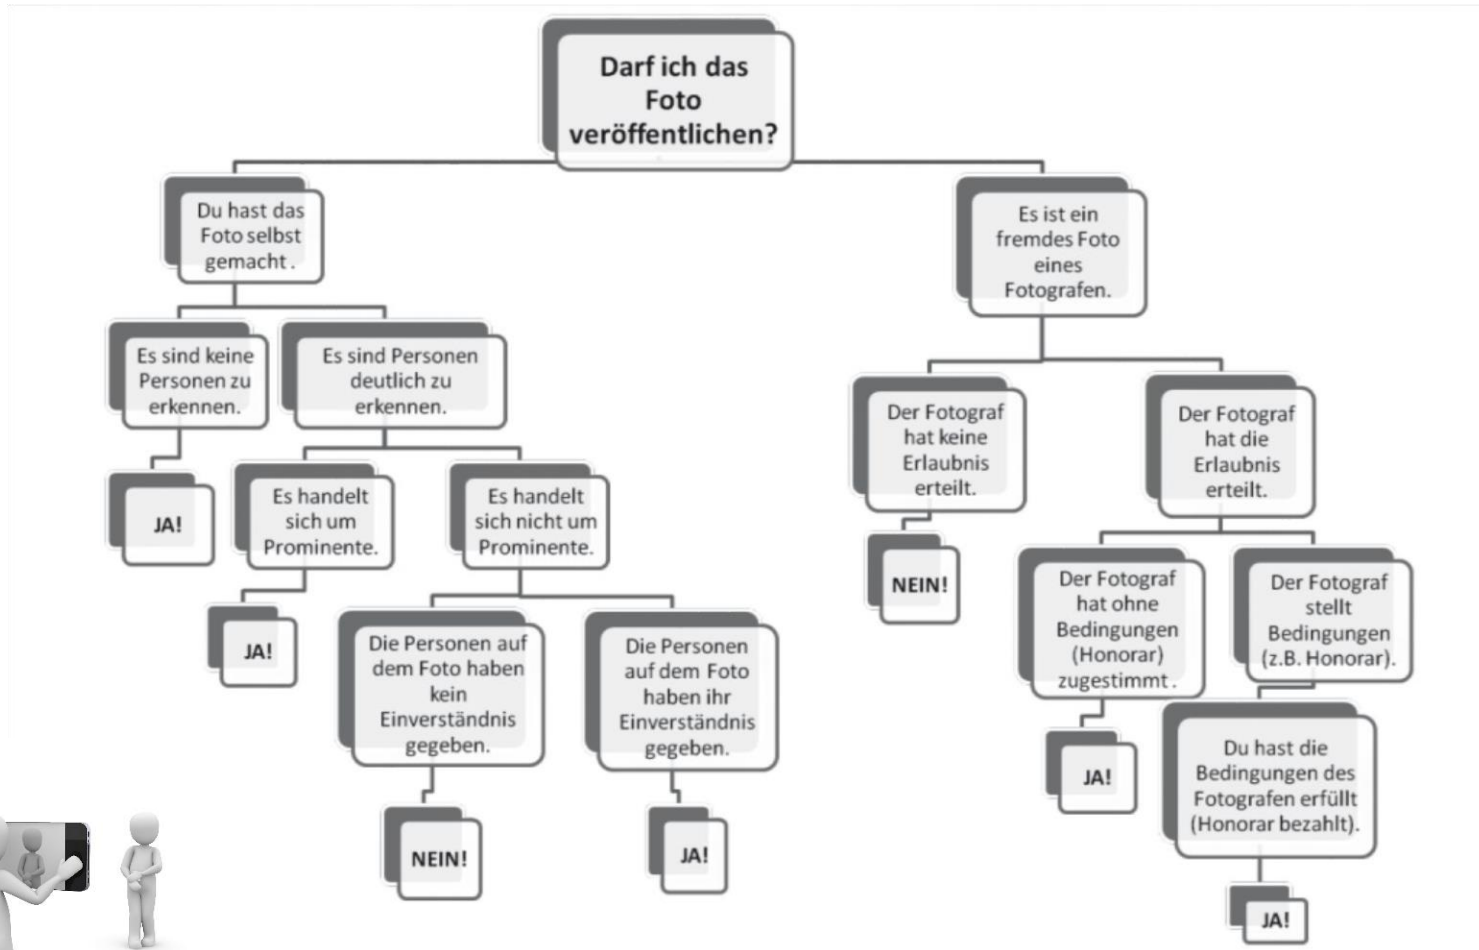 Darf ich das
Foto
veröffentlichen?
Du hast das
Foto selbst
gemacht .
Es ist ein
fremdes Foto
eines
Fotografen.
Es sind keine
Personen zu
erkennen.
Es sind Personen
deutlich zu
erkennen.
Der Fotograf
hat keine
Erlaubnis
erteilt.
Der Fotograf
hat die
Erlaubnis
erteilt.
JA!
Es handelt
sich um
Prominente.
Es handelt
sich nicht um
Prominente.
NEIN!
Der Fotograf
hat ohne
Bedingungen
(Honorar)
zugestimmt .
Der Fotograf
stellt
Bedingungen
(z.B. Honorar).
JA!
Die Personen auf
dem Foto haben
kein
Einverständnis
gegeben.
Die Personen
auf dem Foto
haben ihr
Einverständnis
gegeben.
JA!
Du hast die
Bedingungen des
Fotografen erfüllt
(Honorar bezahlt).
NEIN!
JA!
JA!